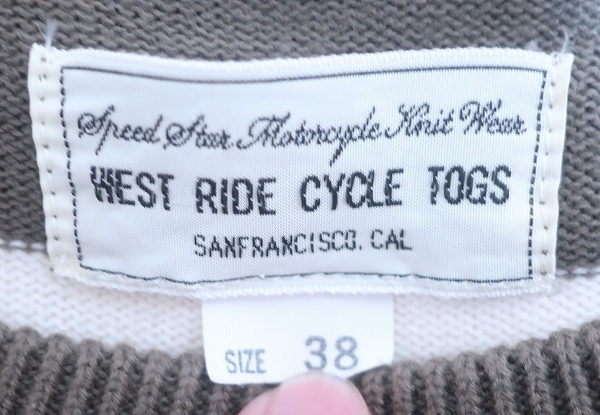 Speed Star Motorcycle Knit Wear
WEST RIDE CYCLE TOGS
SANFRANCISCO. CAL
SIZE 38